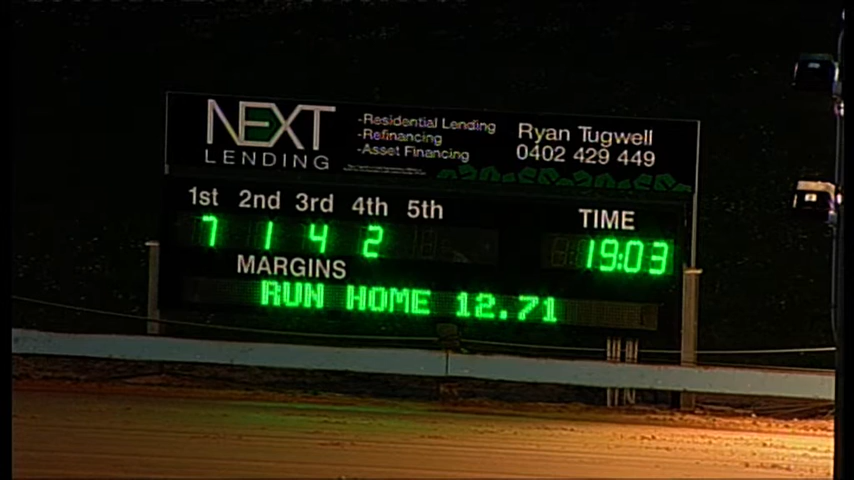 NEXT
LENDING
-Residential Lending
-Refinancing
-Asset Financing
Ryan Tugwell
0402 429 449
1st 2nd 3rd 4th 5th TIME
7 1 4 2 19:03
MARGINS
RUN HOME 12.71